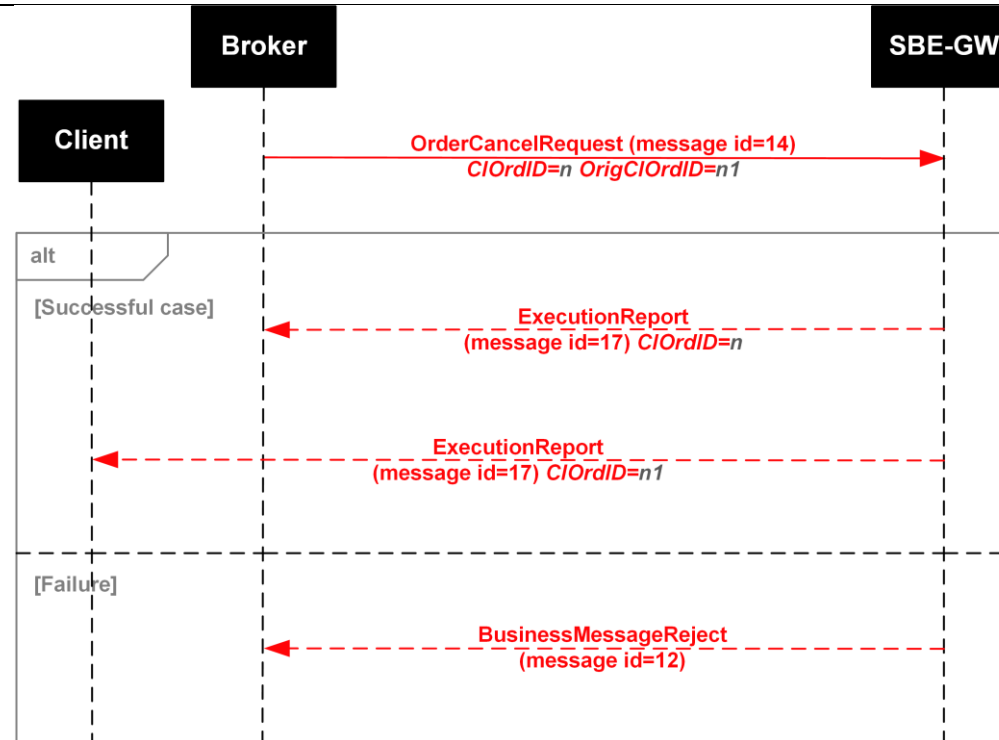 Broker
SBE-GW
Client
OrderCancelRequest (message id=14)
ClOrdID=n OrigClOrdID=n1
alt
[Successful case]
ExecutionReport
(message id=17) ClOrdID=n
ExecutionReport
(message id=17) ClOrdID=n1
[Failure]
BusinessMessageReject
(message id=12)